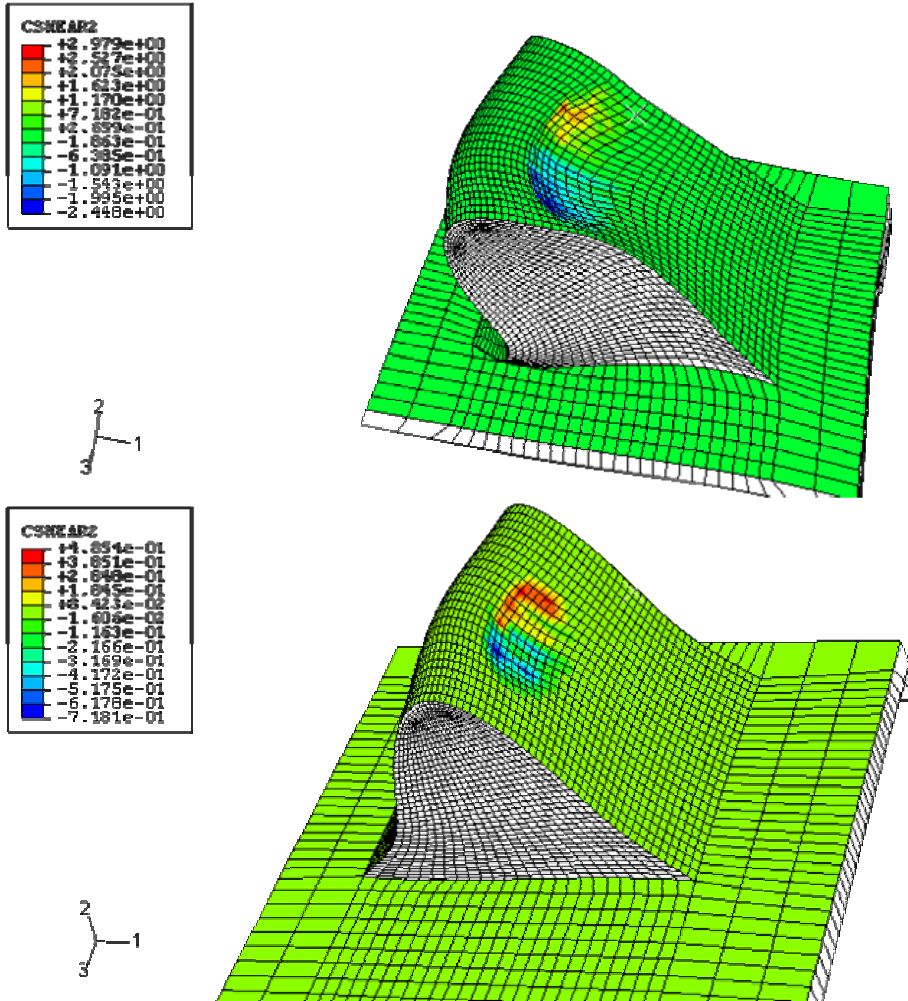 CSHEAR2
+2.979e+00
+2.527e+00
+2.075e+00
+1.623e+00
+1.170e+00
+7.182e-01
+2.659e-01
-1.863e-01
-6.385e-01
-1.091e+00
-1.543e+00
-1.995e+00
-2.448e+00
2
1
3
CSHEAR2
+4.854e-01
+3.851e-01
+2.848e-01
+1.845e-01
+8.423e-02
-1.606e-02
-1.163e-01
-2.166e-01
-3.169e-01
-4.172e-01
-5.175e-01
-6.178e-01
-7.181e-01
2
1
3